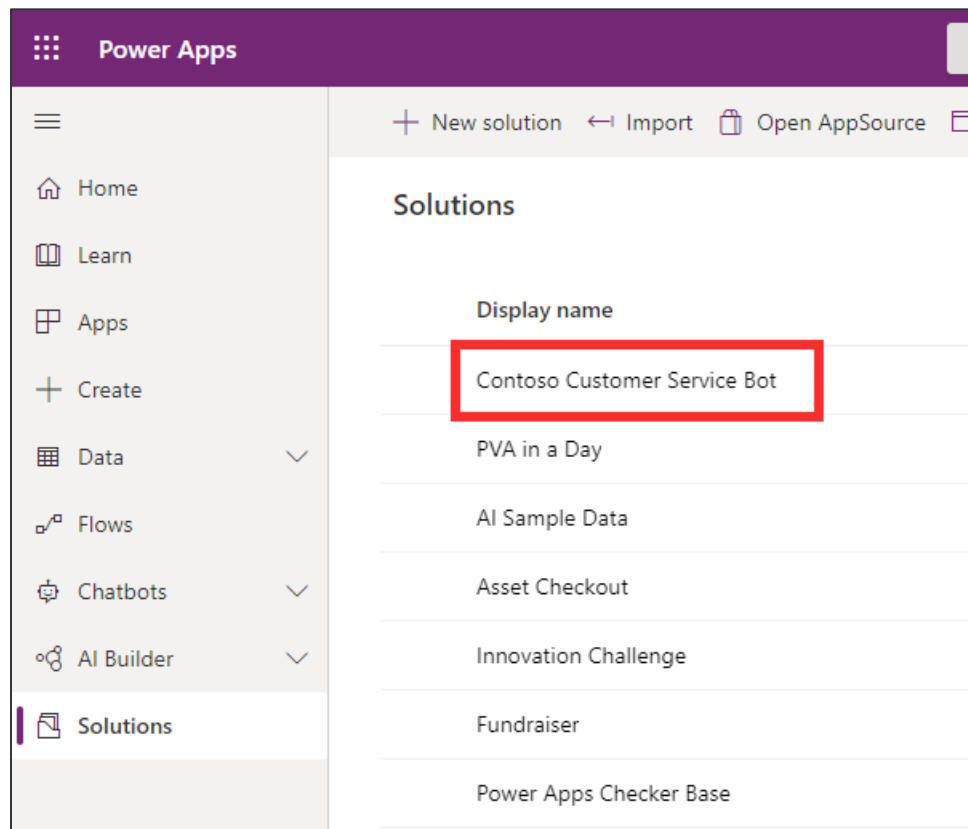 Power Apps
New solution Import Open AppSource
Home
Learn
Apps
Create
Data
Flows
Chatbots
AI Builder
Solutions
Solutions
Display name
Contoso Customer Service Bot
PVA in a Day
AI Sample Data
Asset Checkout
Innovation Challenge
Fundraiser
Power Apps Checker Base